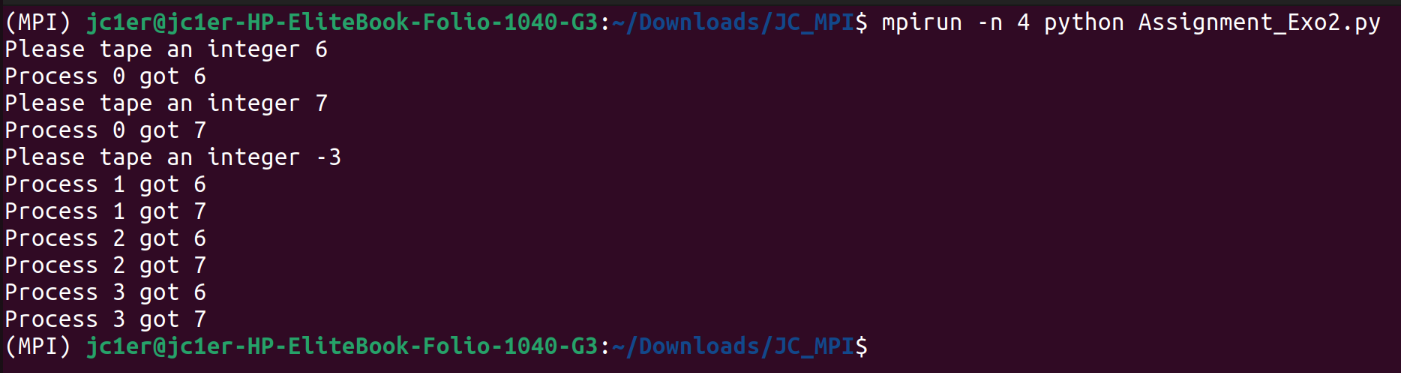 (MPI) jc1er@jc1er-HP-EliteBook-Folio-1040-G3:~/Downloads/JC_MPI$ mpirun -n 4 python Assignment_Exo2.py
Please tape an integer 6
Process 0 got 6
Please tape an integer 7
Process 0 got 7
Please tape an integer -3
Process 1 got 6
Process 1 got 7
Process 2 got 6
Process 2 got 7
Process 3 got 6
Process 3 got 7
(MPI) jc1er@jc1er-HP-EliteBook-Folio-1040-G3:~/Downloads/JC_MPI$